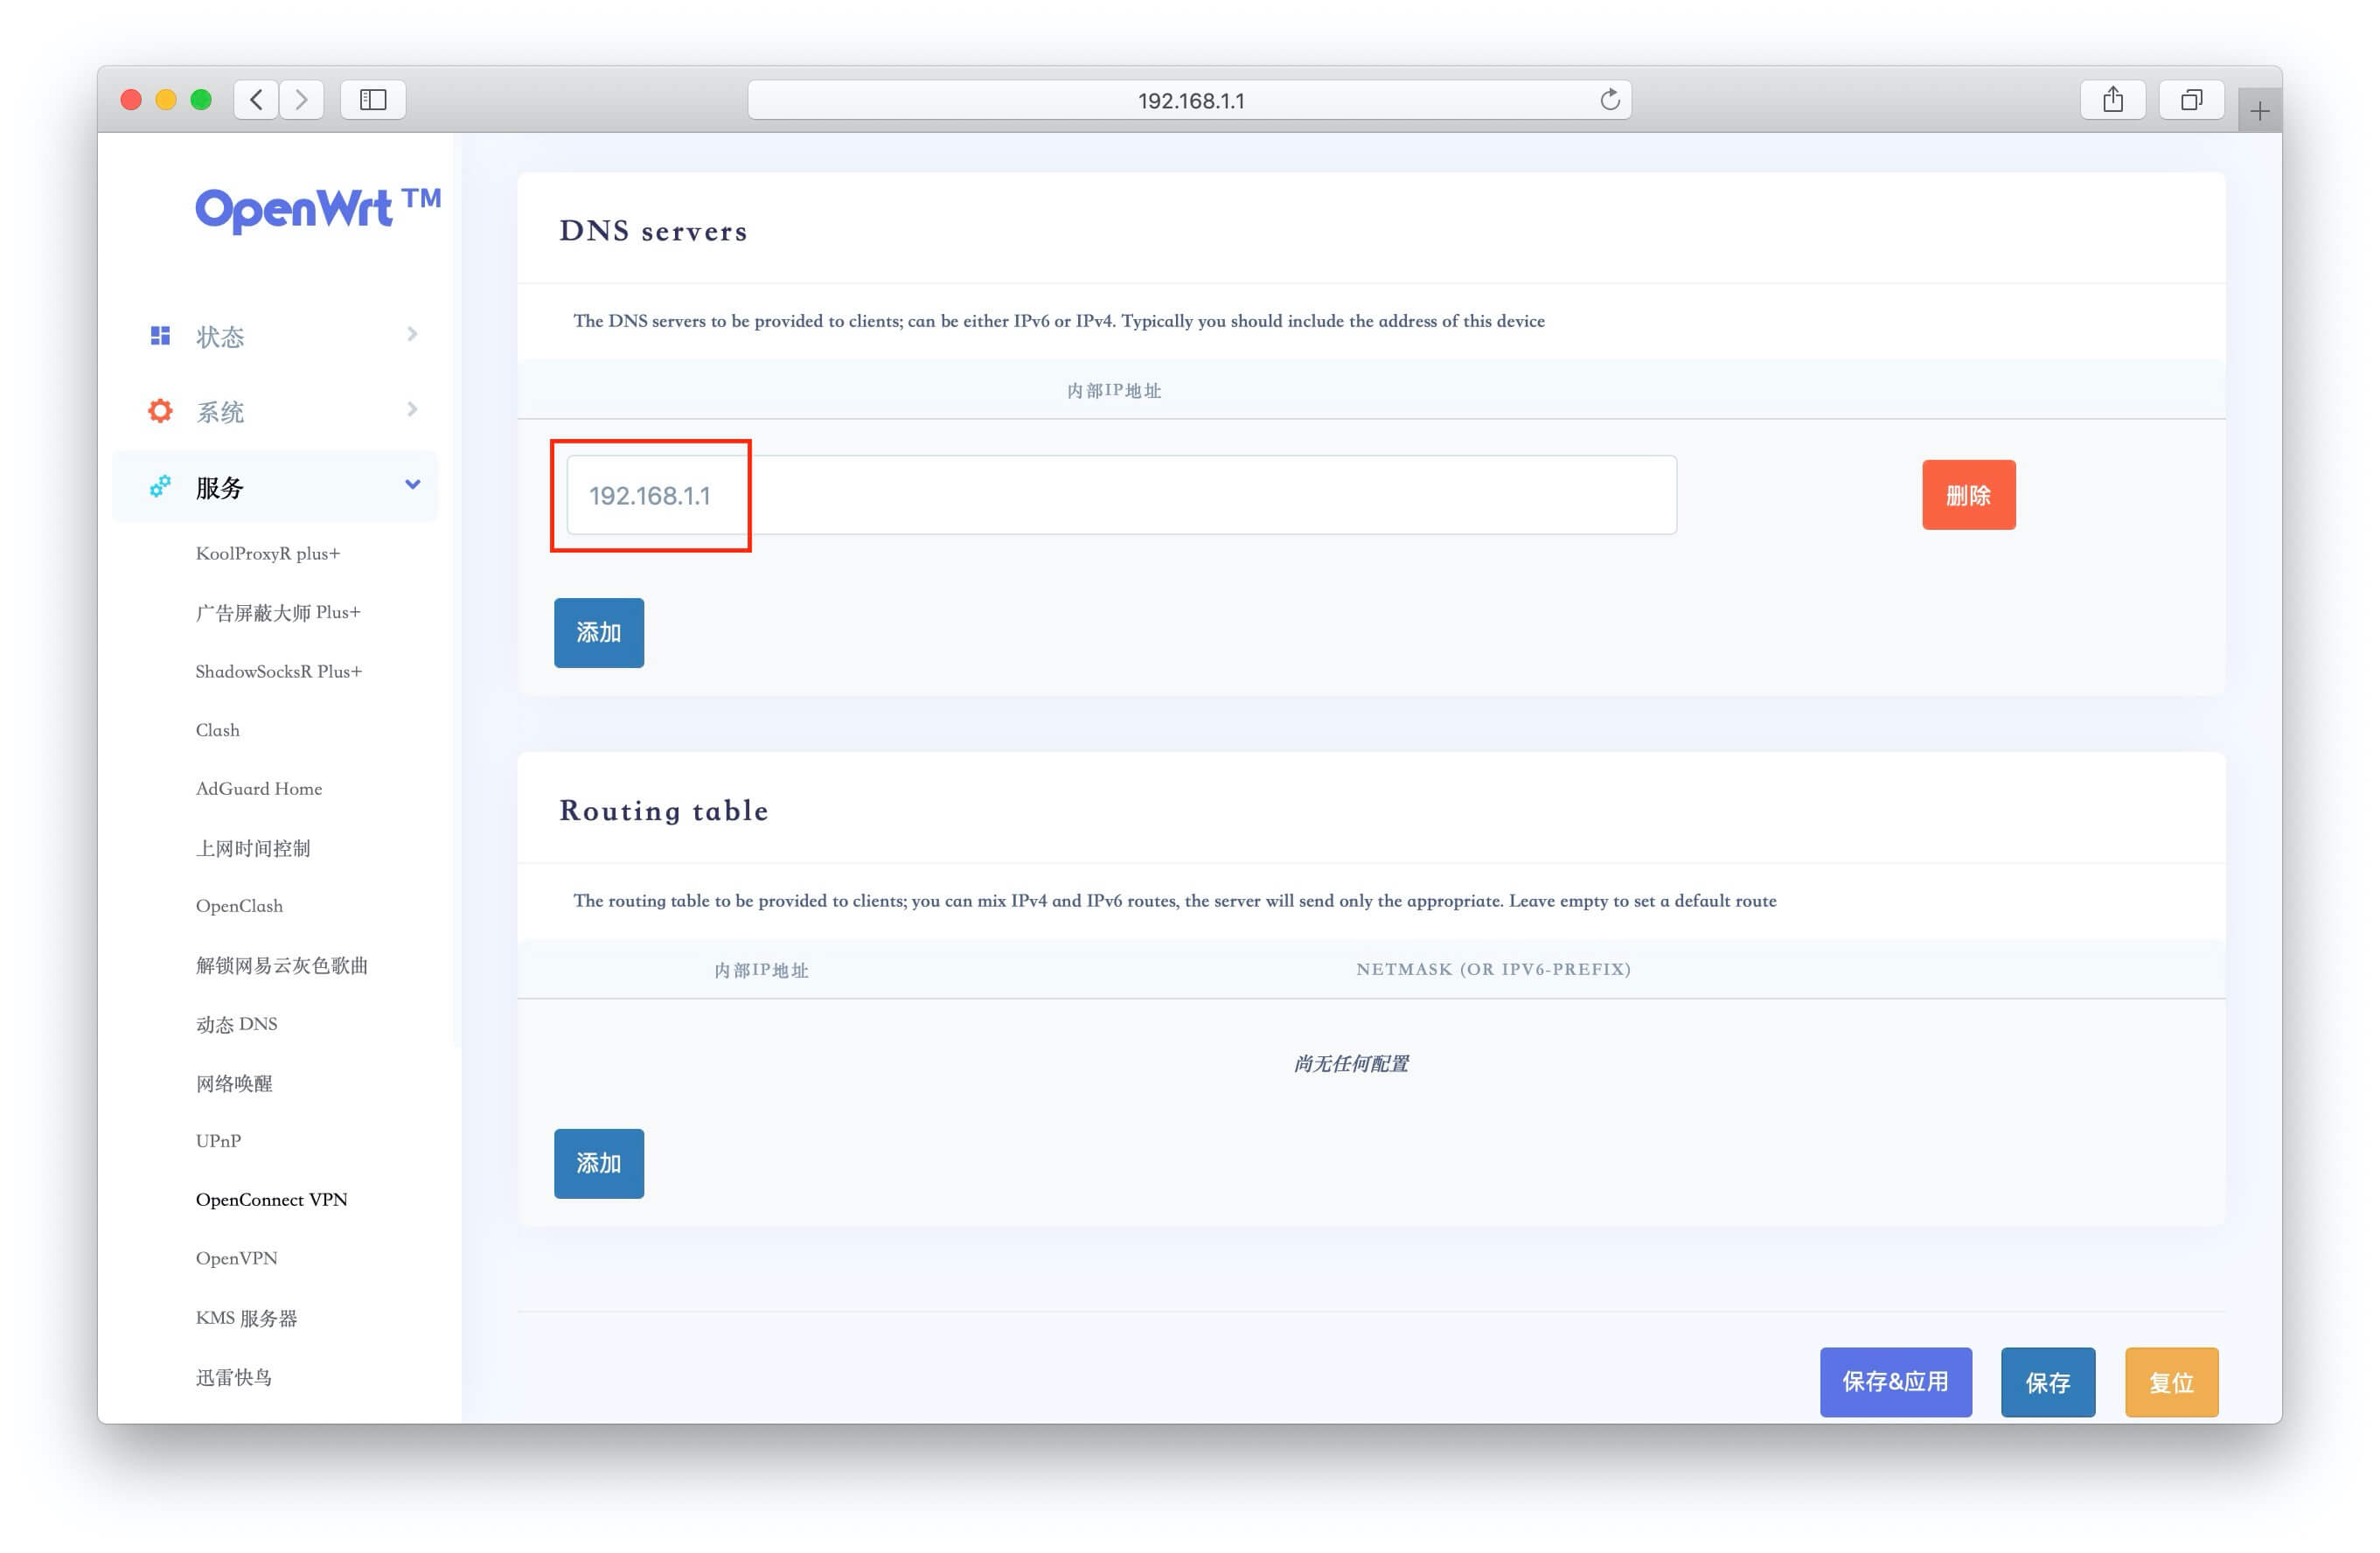 192.168.1.1
OpenWrt™
状态
系统
服务
KoolProxyR plus+
广告屏蔽大师 Plus+
ShadowSocksR Plus+
Clash
AdGuard Home
上网时间控制
OpenClash
解锁网易云灰色歌曲
动态 DNS
网络唤醒
UPnP
OpenConnect VPN
OpenVPN
KMS 服务器
迅雷快鸟
DNS servers
The DNS servers to be provided to clients; can be either IPv6 or IPv4. Typically you should include the address of this device
内部IP地址
192.168.1.1
删除
添加
Routing table
The routing table to be provided to clients; you can mix IPv4 and IPv6 routes, the server will send only the appropriate. Leave empty to set a default route
内部IP地址 NETMASK (OR IPV6-PREFIX)
尚无任何配置
添加
保存&应用 保存 复位